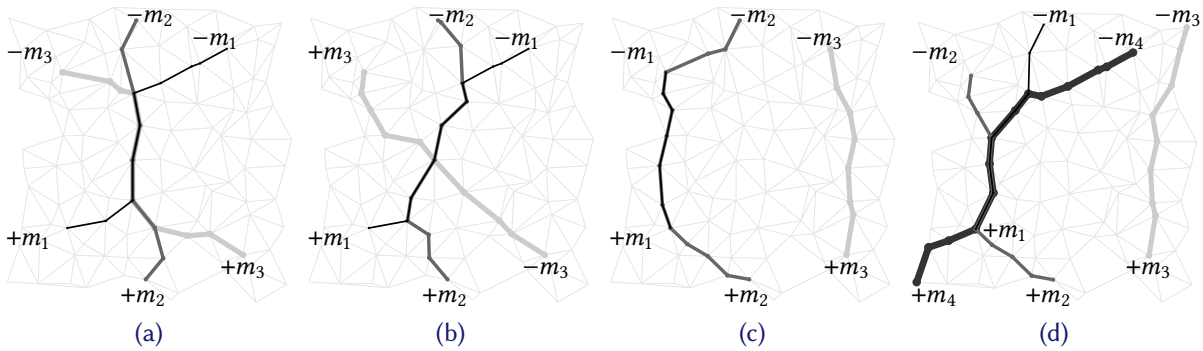 −m₂
−m₁
−m₃
+m₁
+m₃
+m₂
(a)
−m₂
−m₁
+m₃
+m₁
−m₃
+m₂
(b)
−m₂
−m₁
−m₃
+m₁
+m₃
+m₂
(c)
−m₁
−m₃
−m₄
−m₂
+m₁
+m₃
+m₄
+m₂
(d)